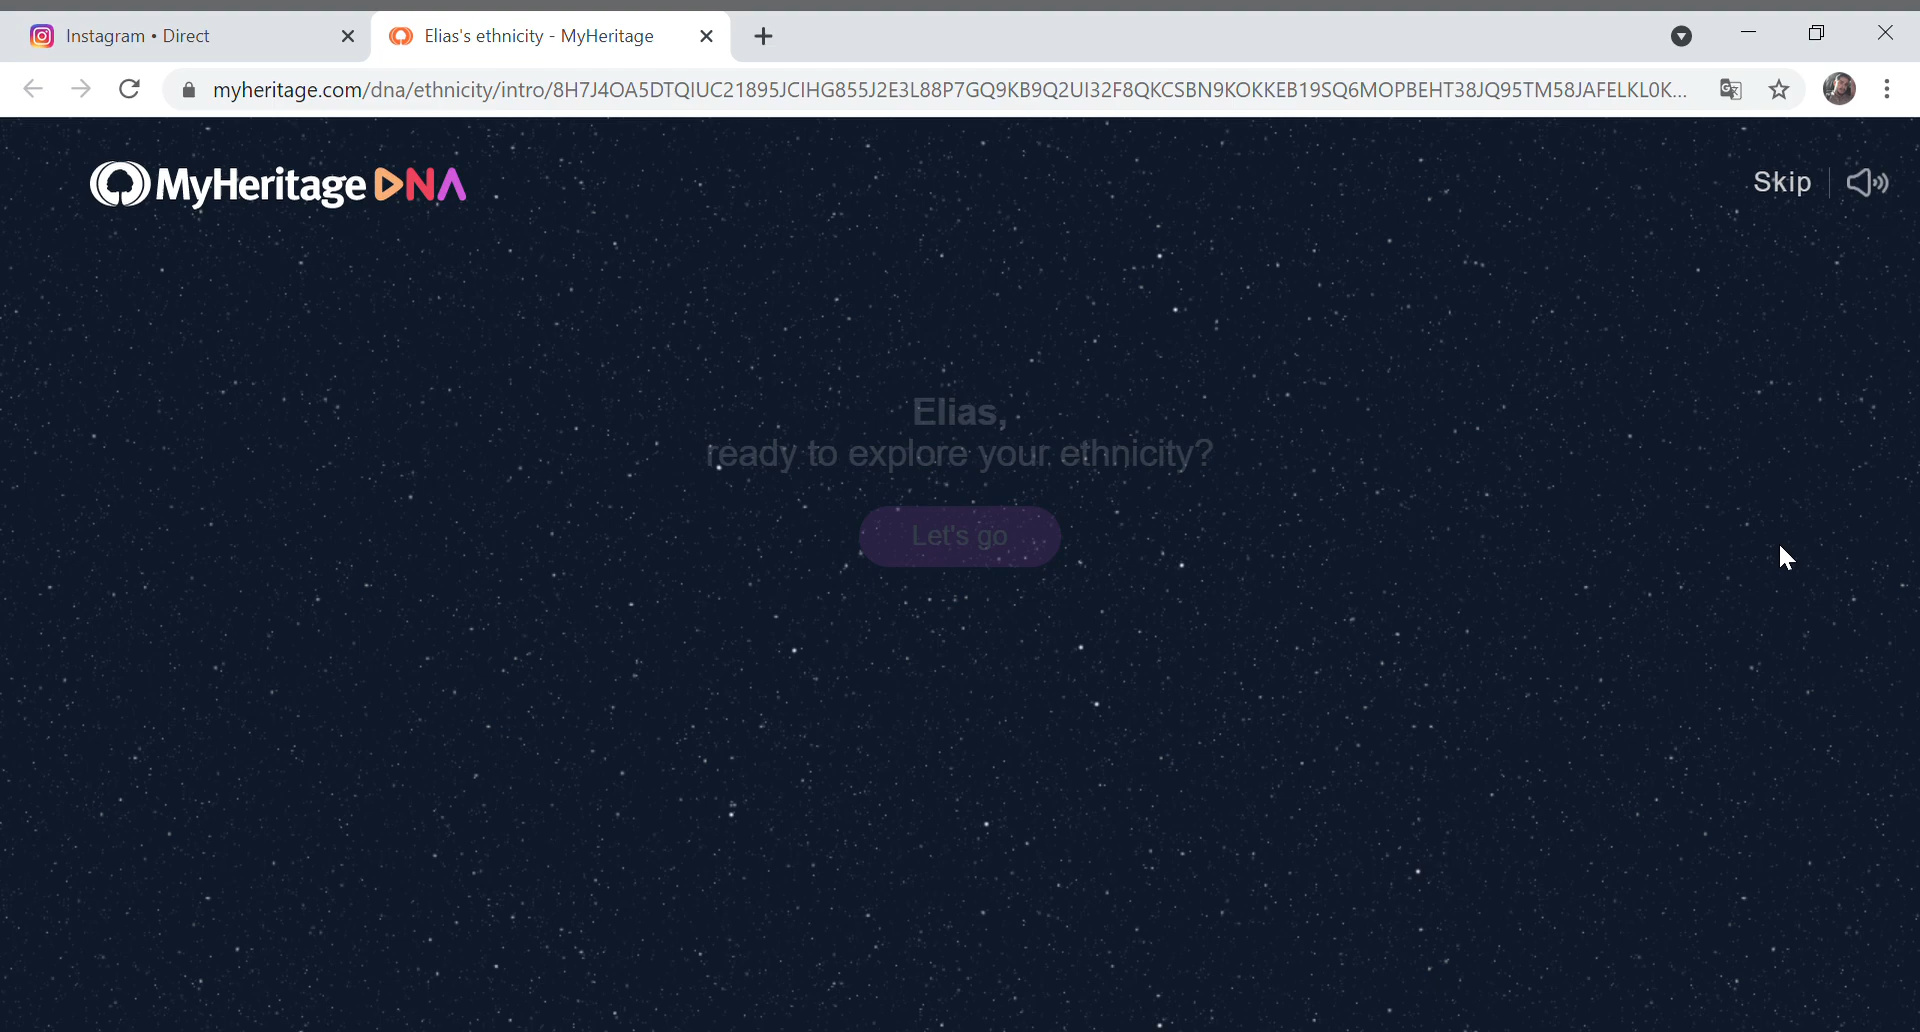 Instagram • Direct
Elias's ethnicity - MyHeritage
myheritage.com/dna/ethnicity/intro/8H7J4OA5DTQIUC21895JCIHG855J2E3L88P7GQ9KB9Q2UI32F8QKCSBN9KOKKEB19SQ6MOPBEHT38JQ95TM58JAFELKL0K...
MyHeritage DNA
Skip
Elias,
ready to explore your ethnicity?
Let's go